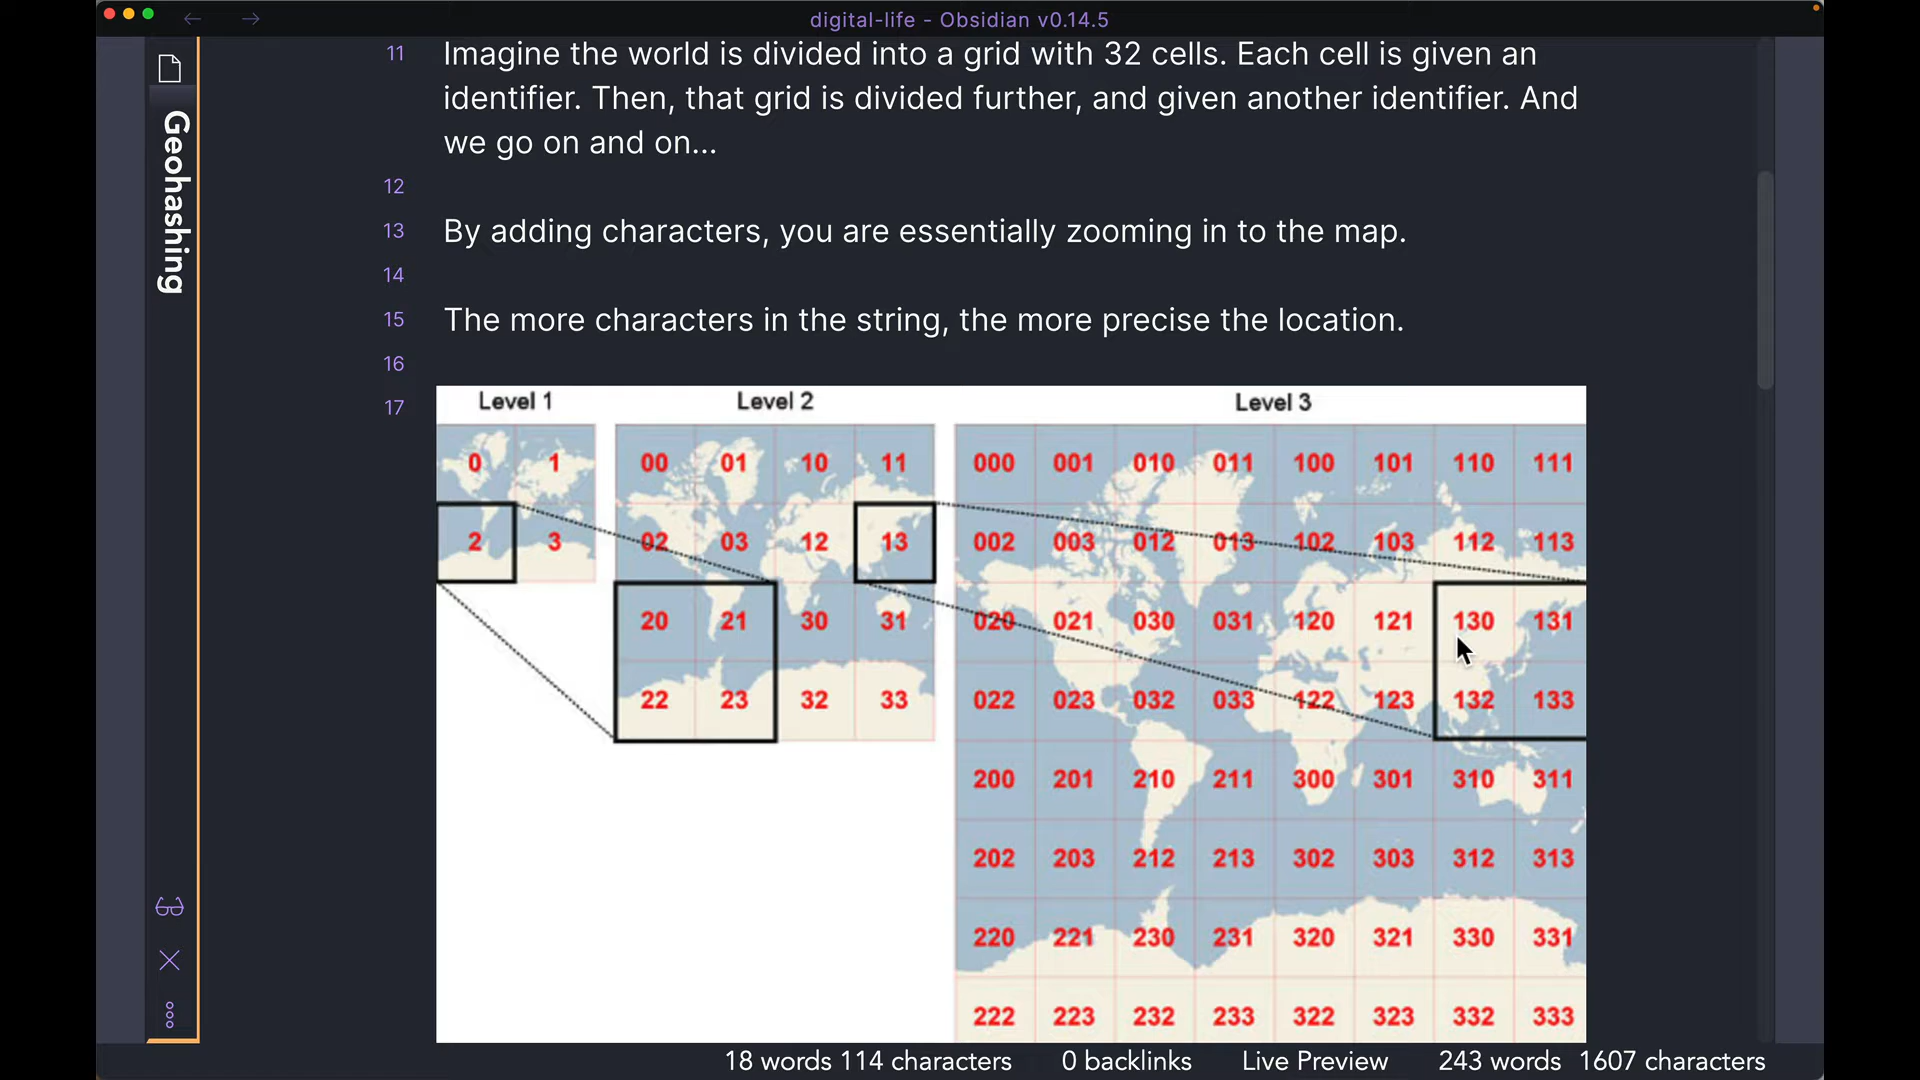 digital-life - Obsidian v0.14.5
Geohashing
11 Imagine the world is divided into a grid with 32 cells. Each cell is given an
identifier. Then, that grid is divided further, and given another identifier. And
we go on and on...
12
13 By adding characters, you are essentially zooming in to the map.
14
15 The more characters in the string, the more precise the location.
16
17
Level 1 Level 2 Level 3
0 1 00 01 10 11 000 001 010 011 100 101 110 111
2 3 02 03 12 13 002 003 012 013 102 103 112 113
20 21 30 31 020 021 030 031 120 121 130 131
22 23 32 33 022 023 032 033 122 123 132 133
200 201 210 211 300 301 310 311
202 203 212 213 302 303 312 313
220 221 230 231 320 321 330 331
222 223 232 233 322 323 332 333
18 words 114 characters 0 backlinks Live Preview 243 words 1607 characters